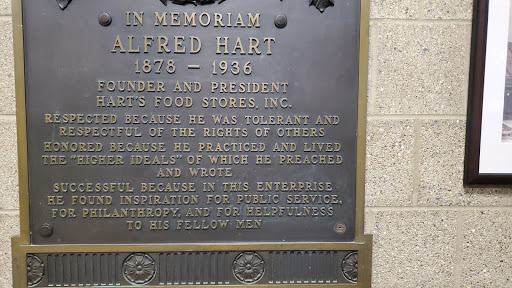 IN MEMORIAM
ALFRED HART
1878 — 1936
FOUNDER AND PRESIDENT
HART'S FOOD STORES, INC.
RESPECTED BECAUSE HE WAS TOLERANT AND
RESPECTFUL OF THE RIGHTS OF OTHERS
HONORED BECAUSE HE PRACTICED AND LIVED
THE "HIGHER IDEALS" OF WHICH HE PREACHED
AND WROTE
SUCCESSFUL BECAUSE IN THIS ENTERPRISE
HE FOUND INSPIRATION FOR PUBLIC SERVICE,
FOR PHILANTHROPY, AND FOR HELPFULNESS
TO HIS FELLOW MEN